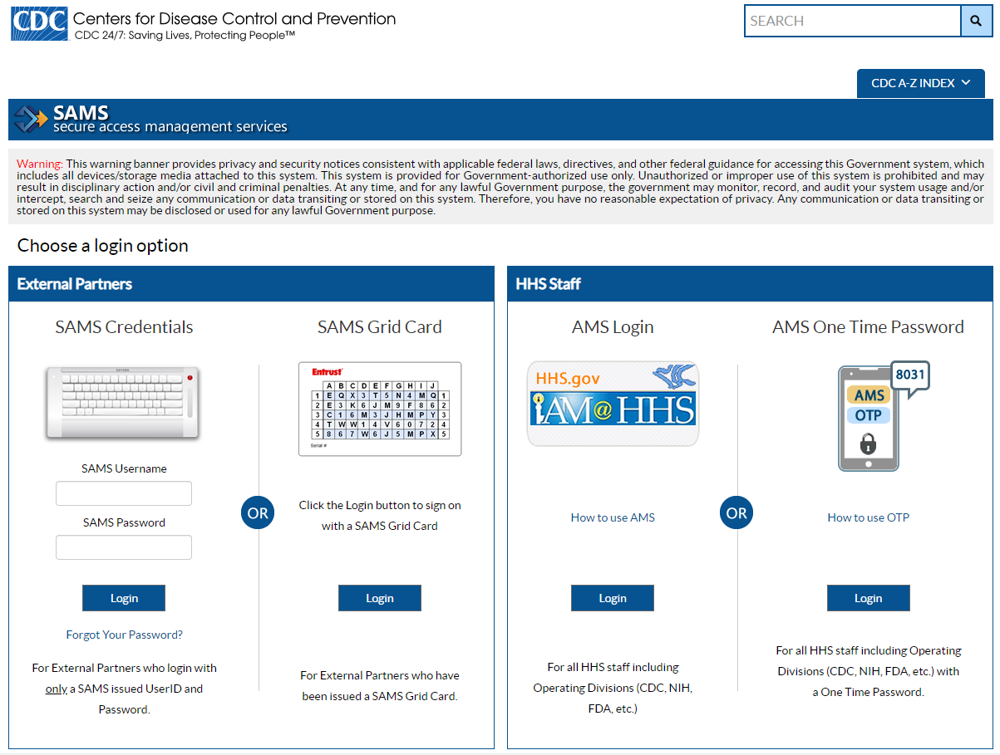 CDC Centers for Disease Control and Prevention
CDC 24/7: Saving Lives, Protecting People™
SEARCH
CDC A-Z INDEX
SAMS
secure access management services
Warning: This warning banner provides privacy and security notices consistent with applicable federal laws, directives, and other federal guidance for accessing this Government system, which
includes all devices/storage media attached to this system. This system is provided for Government-authorized use only. Unauthorized or improper use of this system is prohibited and may
result in disciplinary action and/or civil and criminal penalties. At any time, and for any lawful Government purpose, the government may monitor, record, and audit your system usage and/or
intercept, search and seize any communication or data transiting or stored on this system. Therefore, you have no reasonable expectation of privacy. Any communication or data transiting or
stored on this system may be disclosed or used for any lawful Government purpose.
Choose a login option
External Partners
SAMS Credentials
SAMS Username
SAMS Password
Login
Forgot Your Password?
For External Partners who login with
only a SAMS issued UserID and
Password.
OR
SAMS Grid Card
Entrust
A B C D E F G H I J
1 E Q X 3 T 5 N 4 M Q 1
2 E 3 K 6 J M 9 F 8 6 2
3 C 1 6 M 3 J H M P Y 3
4 T W W 1 4 V 6 0 7 2 4
5 8 6 7 W 6 J 5 M P X 5
Serial #
Click the Login button to sign on
with a SAMS Grid Card
Login
For External Partners who have
been issued a SAMS Grid Card.
HHS Staff
AMS Login
HHS.gov
iAM@HHS
How to use AMS
Login
For all HHS staff including
Operating Divisions (CDC, NIH,
FDA, etc.)
OR
AMS One Time Password
8031
AMS
OTP
How to use OTP
Login
For all HHS staff including Operating
Divisions (CDC, NIH, FDA, etc.) with
a One Time Password.